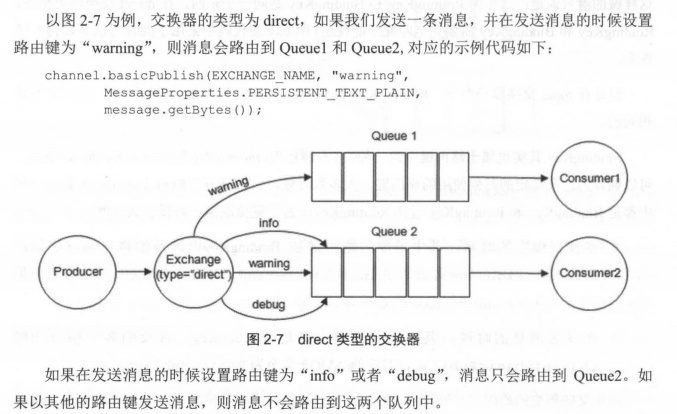 以图 2-7 为例，交换器的类型为 direct，如果我们发送一条消息，并在发送消息的时候设置
路由键为“warning”，则消息会路由到 Queue1 和 Queue2，对应的示例代码如下：
channel.basicPublish(EXCHANGE_NAME, "warning",
MessageProperties.PERSISTENT_TEXT_PLAIN,
message.getBytes());
Queue 1
warning
Consumer1
info
Queue 2
Producer
Exchange
(type="direct")
warning
Consumer2
debug
图 2-7 direct 类型的交换器
如果在发送消息的时候设置路由键为“info”或者“debug”，消息只会路由到 Queue2。如
果以其他的路由键发送消息，则消息不会路由到这两个队列中。